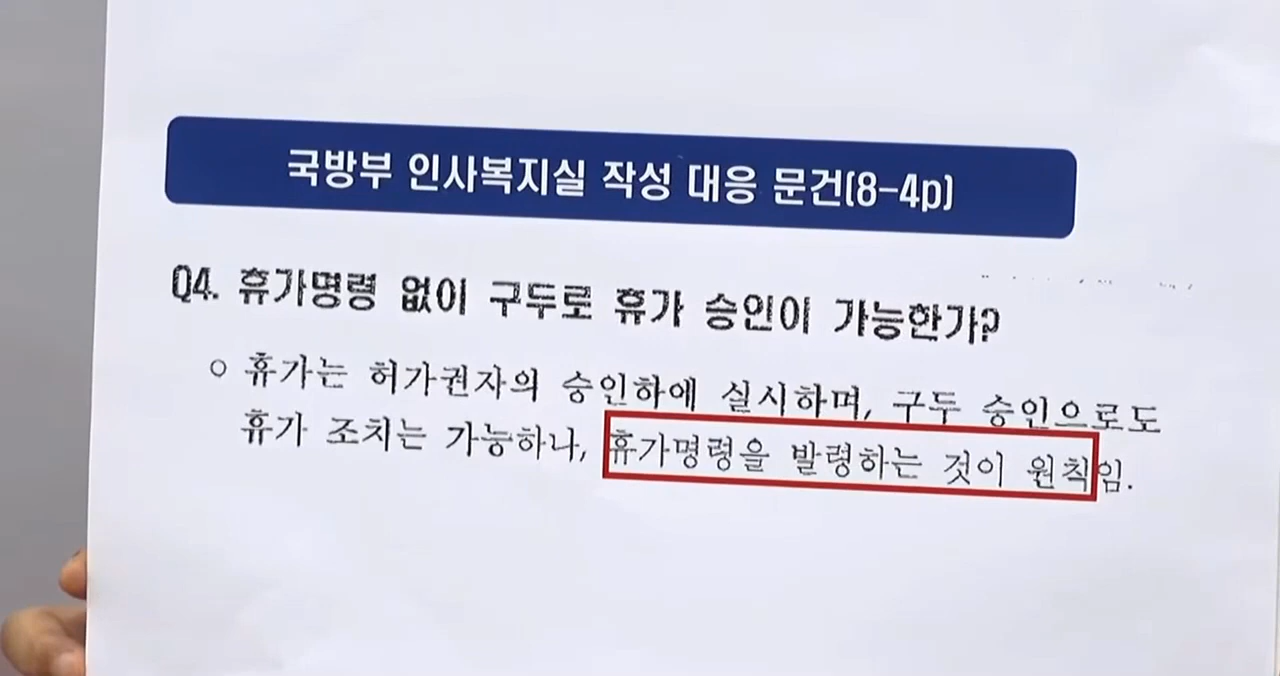 국방부 인사복지실 작성 대응 문건(8-4p)
Q4. 휴가명령 없이 구두로 휴가 승인이 가능한가?
○ 휴가는 허가권자의 승인하에 실시하며, 구두 승인으로도
휴가 조치는 가능하나, 휴가명령을 발령하는 것이 원칙임.